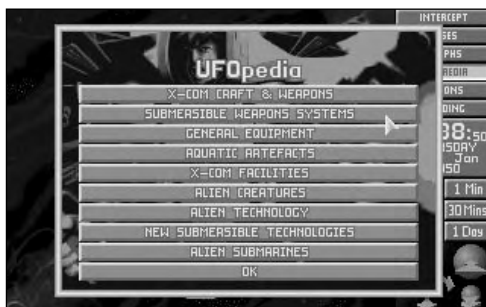 INTERCEPT
UFOpedia
X-COM CRAFT & WEAPONS
SUBMERSIBLE WEAPONS SYSTEMS
GENERAL EQUIPMENT
AQUATIC ARTEFACTS
X-COM FACILITIES
ALIEN CREATURES
ALIEN TECHNOLOGY
NEW SUBMERSIBLE TECHNOLOGIES
ALIEN SUBMARINES
OK
Jan
1 Min
30 Mins
1 Day